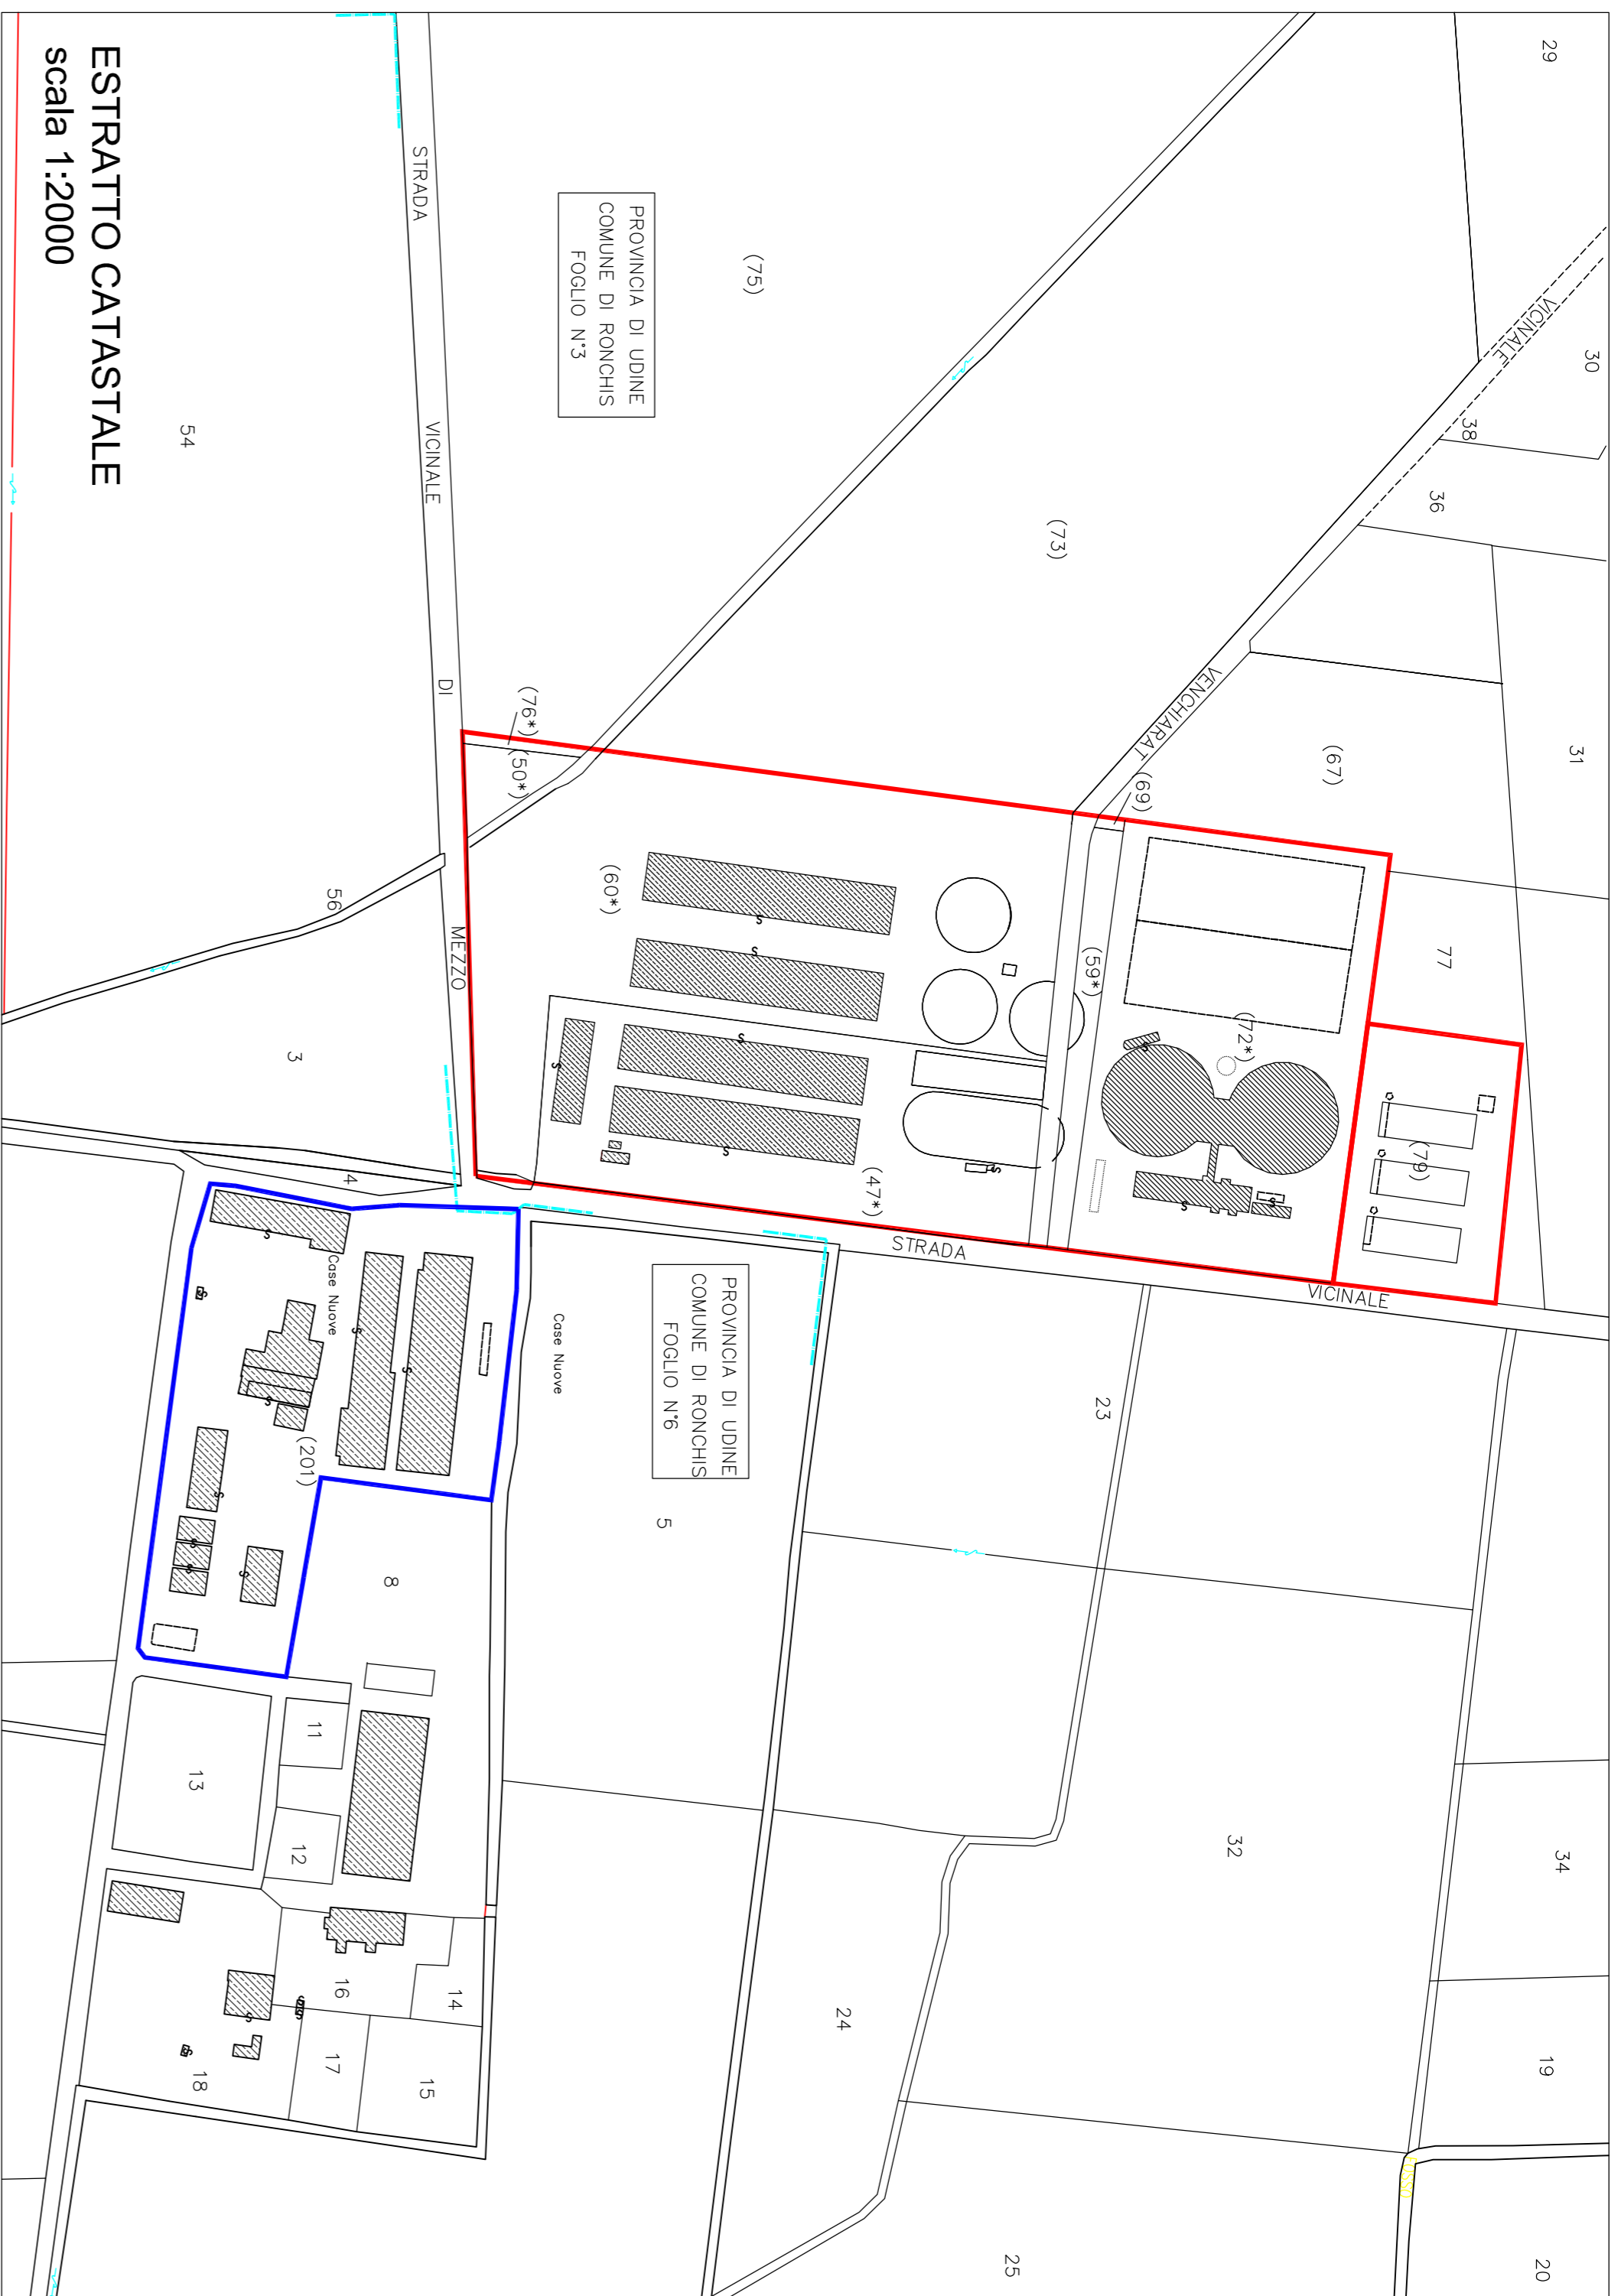 30
31
29
34
VICINALE
19
20
38
36
77
(79)
(67)
VICINALE
(72*)
32
VENCHIARAT
(69)
(59*)
23
(73)
25
STRADA
(47*)
24
(75)
PROVINCIA DI UDINE
COMUNE DI RONCHIS
FOGLIO N°6
5
PROVINCIA DI UDINE
COMUNE DI RONCHIS
FOGLIO N°3
(60*)
Case Nuove
(76*)
(50*)
STRADA VICINALE DI MEZZO
14
15
8
4
Case Nuove
56
16
17
(201)
11
12
3
13
18
54
ESTRATTO CATASTALE
scala 1:2000